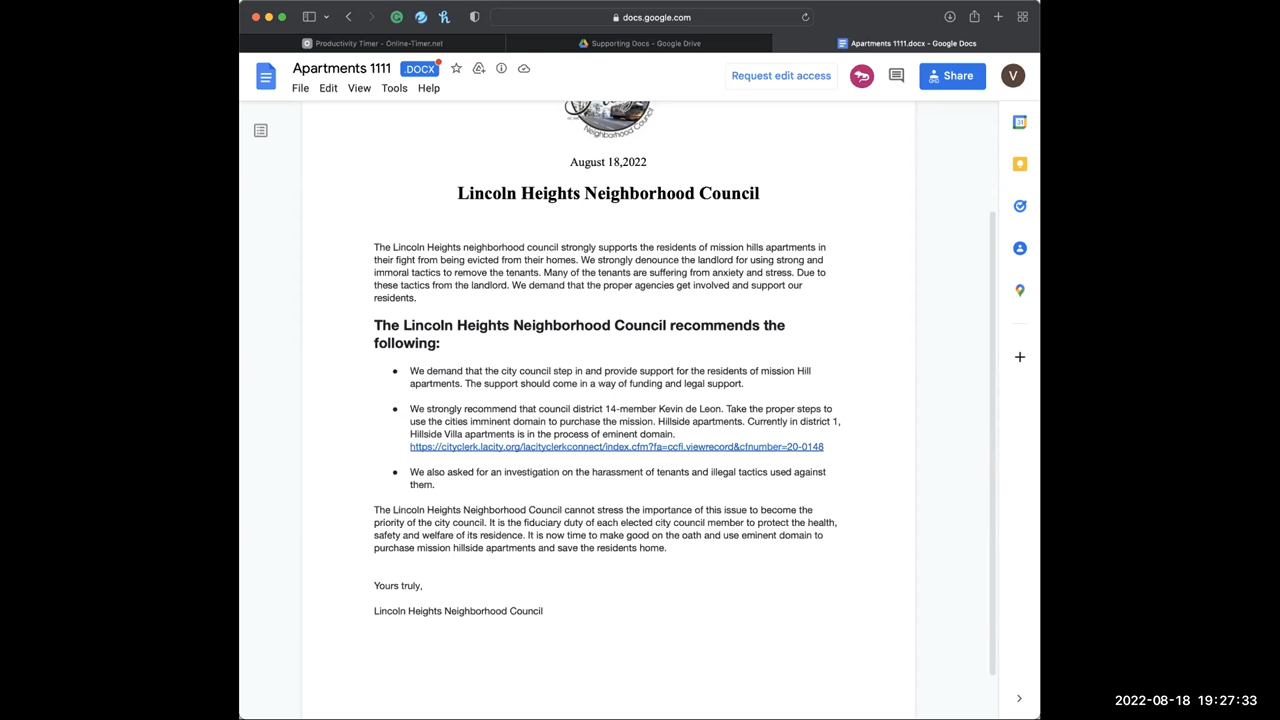 docs.google.com
Productivity Timer - Online-Timer.net
Supporting Docs - Google Drive
Apartments 1111.docx - Google Docs
Apartments 1111 .DOCX
Request edit access
Share
V
File Edit View Tools Help
Neighborhood Council
August 18,2022
Lincoln Heights Neighborhood Council
The Lincoln Heights neighborhood council strongly supports the residents of mission hills apartments in
their fight from being evicted from their homes. We strongly denounce the landlord for using strong and
immoral tactics to remove the tenants. Many of the tenants are suffering from anxiety and stress. Due to
these tactics from the landlord. We demand that the proper agencies get involved and support our
residents.
The Lincoln Heights Neighborhood Council recommends the
following:
● We demand that the city council step in and provide support for the residents of mission Hill
apartments. The support should come in a way of funding and legal support.
● We strongly recommend that council district 14-member Kevin de Leon. Take the proper steps to
use the cities imminent domain to purchase the mission. Hillside apartments. Currently in district 1,
Hillside Villa apartments is in the process of eminent domain.
https://cityclerk.lacity.org/lacityclerkconnect/index.cfm?fa=ccfi.viewrecord&cfnumber=20-0148
● We also asked for an investigation on the harassment of tenants and illegal tactics used against
them.
The Lincoln Heights Neighborhood Council cannot stress the importance of this issue to become the
priority of the city council. It is the fiduciary duty of each elected city council member to protect the health,
safety and welfare of its residence. It is now time to make good on the oath and use eminent domain to
purchase mission hillside apartments and save the residents home.
Yours truly,
Lincoln Heights Neighborhood Council
31
2022-08-18 19:27:33